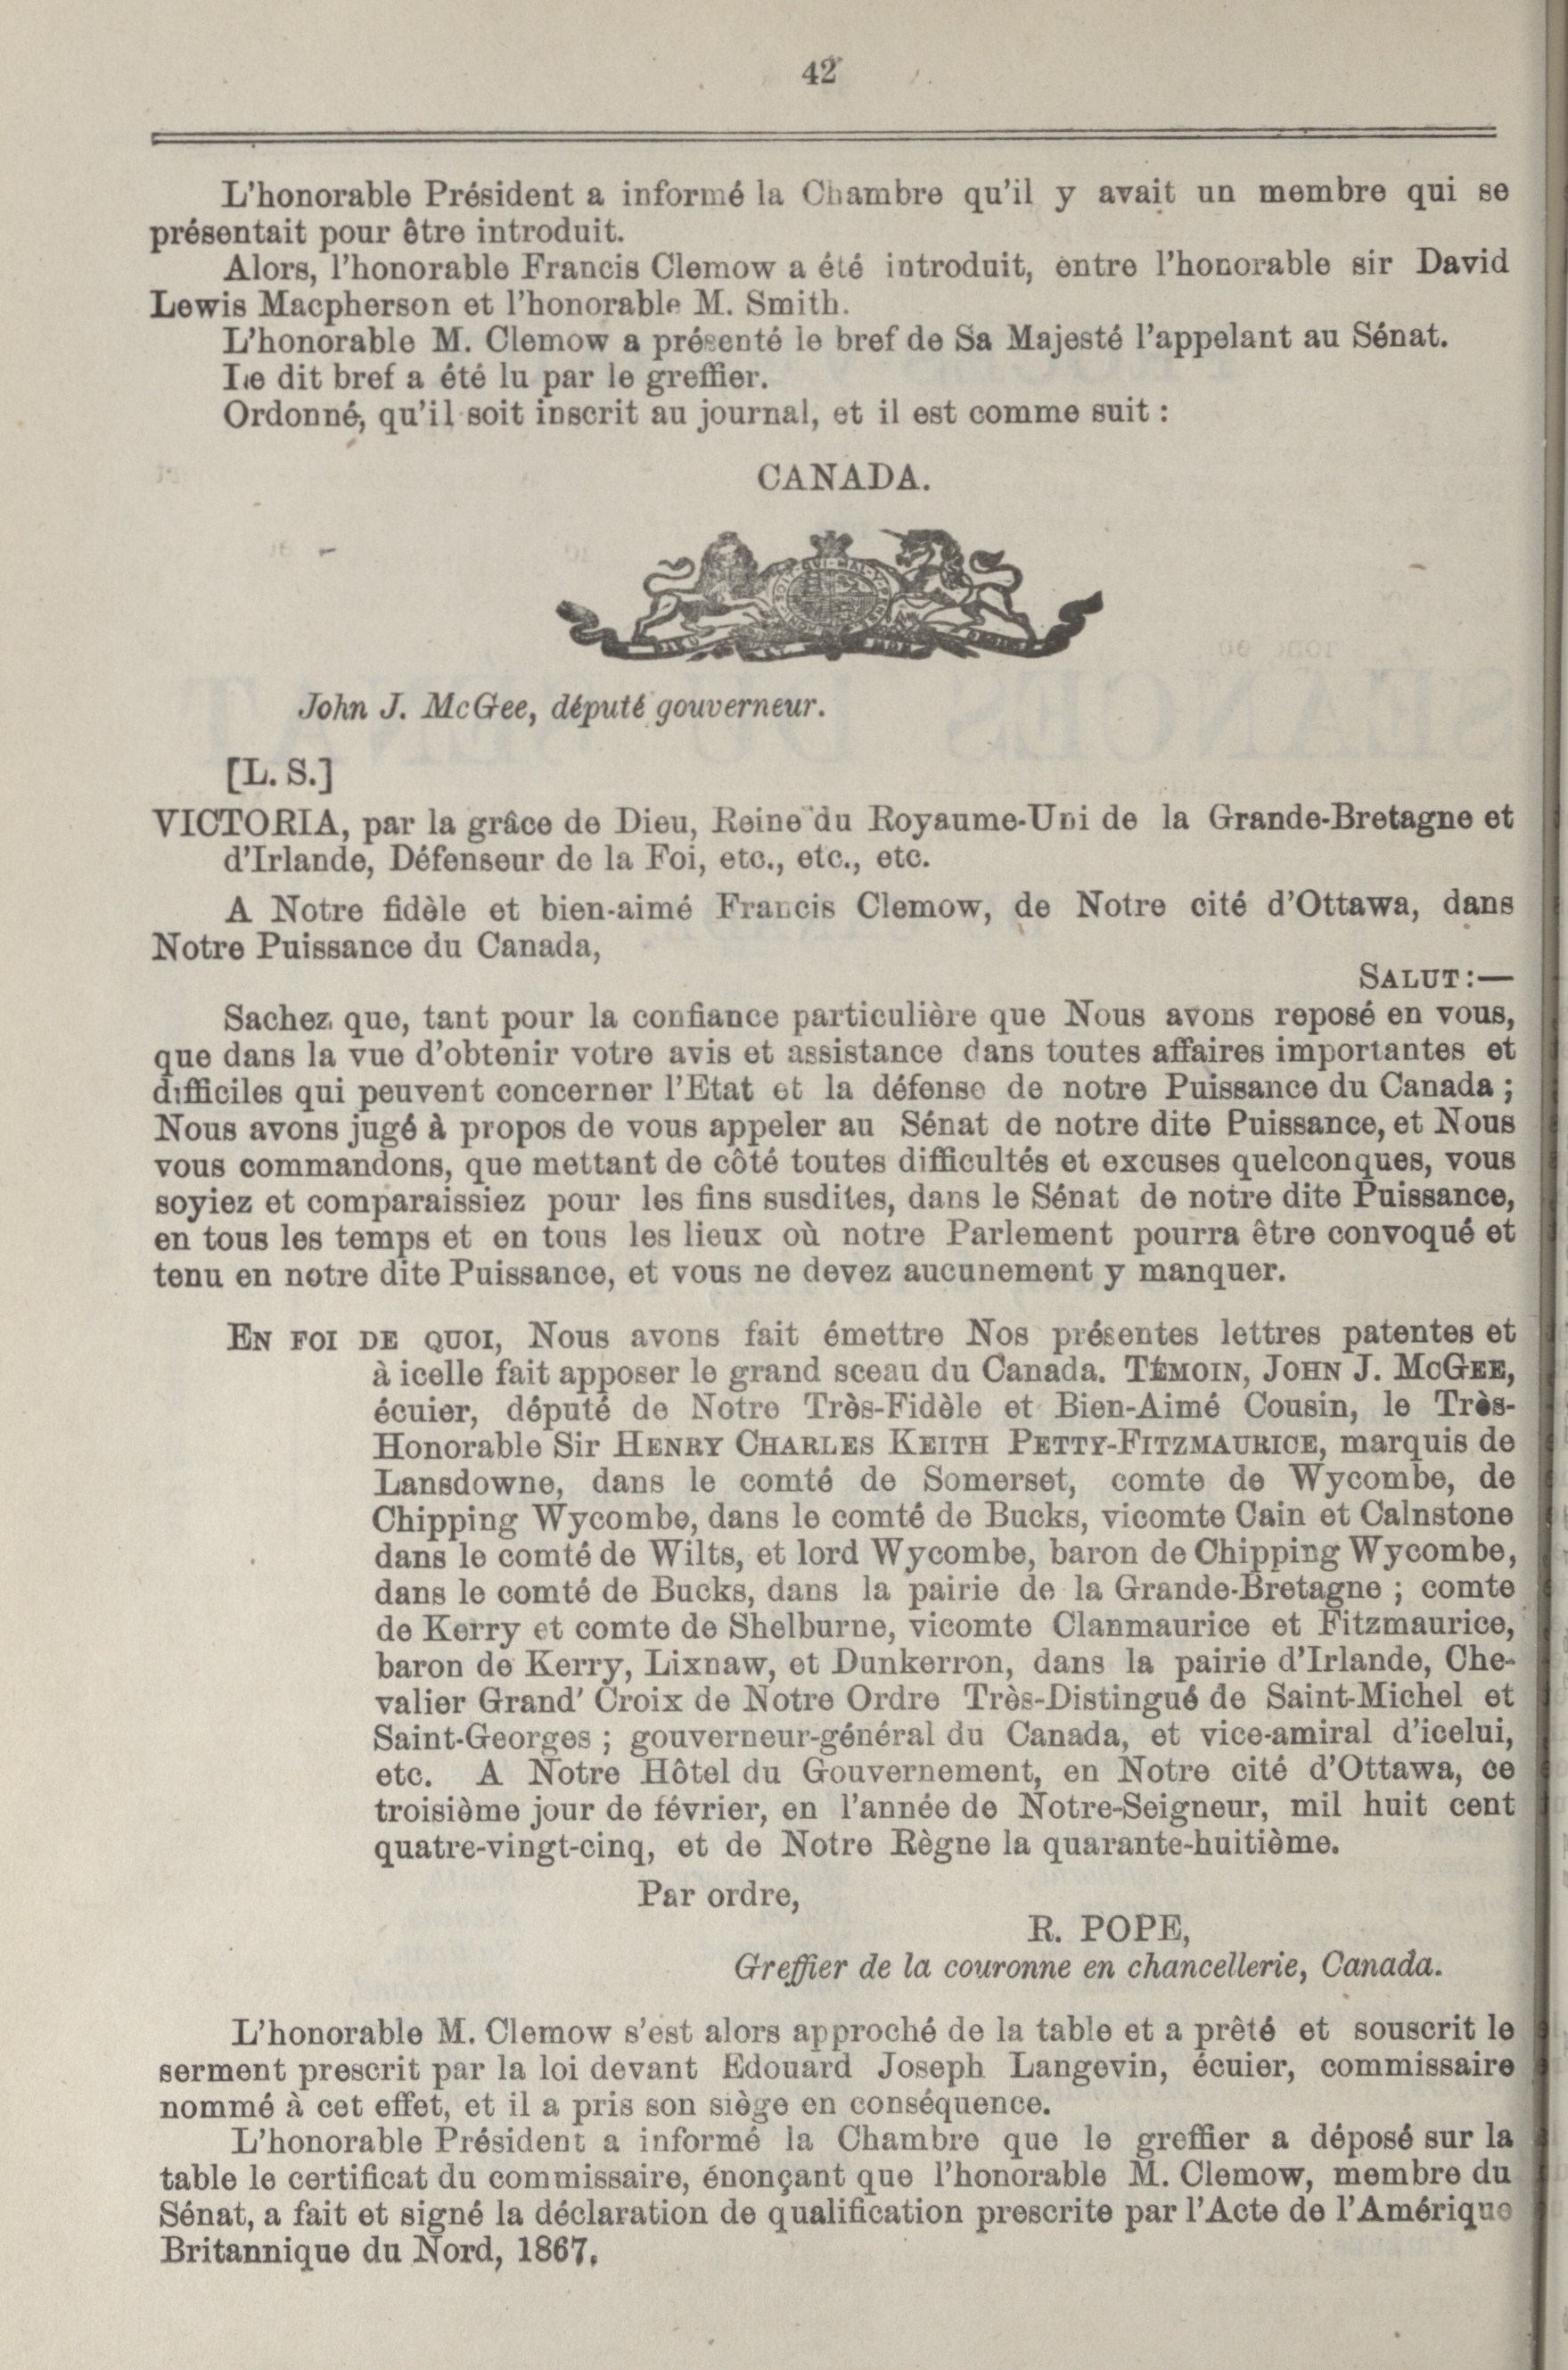 42
L'honorable Président a informé la Chambre qu'il y avait un membre qui se
présentait pour être introduit.
Alors, l'honorable Francis Clemow a été introduit, entre l'honorable sir David
Lewis Macpherson et l'honorable M. Smith.
L'honorable M. Clemow a présenté le bref de Sa Majesté l'appelant au Sénat.
Le dit bref a été lu par le greffier.
Ordonné, qu'il soit inscrit au journal, et il est comme suit :
CANADA.
John J. McGee, député gouverneur.
[L. S.]
VICTORIA, par la grâce de Dieu, Reine du Royaume-Uni de la Grande-Bretagne et
d'Irlande, Défenseur de la Foi, etc., etc., etc.
A Notre fidèle et bien-aimé Francis Clemow, de Notre cité d'Ottawa, dans
Notre Puissance du Canada,
SALUT :—
Sachez que, tant pour la confiance particulière que Nous avons reposé en vous,
que dans la vue d'obtenir votre avis et assistance dans toutes affaires importantes et
difficiles qui peuvent concerner l'Etat et la défense de notre Puissance du Canada ;
Nous avons jugé à propos de vous appeler au Sénat de notre dite Puissance, et Nous
vous commandons, que mettant de côté toutes difficultés et excuses quelconques, vous
soyiez et comparaissiez pour les fins susdites, dans le Sénat de notre dite Puissance,
en tous les temps et en tous les lieux où notre Parlement pourra être convoqué et
tenu en notre dite Puissance, et vous ne devez aucunement y manquer.
EN FOI DE QUOI, Nous avons fait émettre Nos présentes lettres patentes et
à icelle fait apposer le grand sceau du Canada. TÉMOIN, JOHN J. MCGEE,
écuier, député de Notre Très-Fidèle et Bien-Aimé Cousin, le Très-
Honorable Sir HENRY CHARLES KEITH PETTY-FITZMAURICE, marquis de
Lansdowne, dans le comté de Somerset, comte de Wycombe, de
Chipping Wycombe, dans le comté de Bucks, vicomte Cain et Calnstone
dans le comté de Wilts, et lord Wycombe, baron de Chipping Wycombe,
dans le comté de Bucks, dans la pairie de la Grande-Bretagne ; comte
de Kerry et comte de Shelburne, vicomte Clanmaurice et Fitzmaurice,
baron de Kerry, Lixnaw, et Dunkerron, dans la pairie d'Irlande, Che-
valier Grand' Croix de Notre Ordre Très-Distingué de Saint-Michel et
Saint-Georges ; gouverneur-général du Canada, et vice-amiral d'icelui,
etc. A Notre Hôtel du Gouvernement, en Notre cité d'Ottawa, ce
troisième jour de février, en l'année de Notre-Seigneur, mil huit cent
quatre-vingt-cinq, et de Notre Règne la quarante-huitième.
Par ordre,
R. POPE,
Greffier de la couronne en chancellerie, Canada.
L'honorable M. Clemow s'est alors approché de la table et a prêté et souscrit le
serment prescrit par la loi devant Edouard Joseph Langevin, écuier, commissaire
nommé à cet effet, et il a pris son siège en conséquence.
L'honorable Président a informé la Chambre que le greffier a déposé sur la
table le certificat du commissaire, énonçant que l'honorable M. Clemow, membre du
Sénat, a fait et signé la déclaration de qualification prescrite par l'Acte de l'Amérique
Britannique du Nord, 1867.